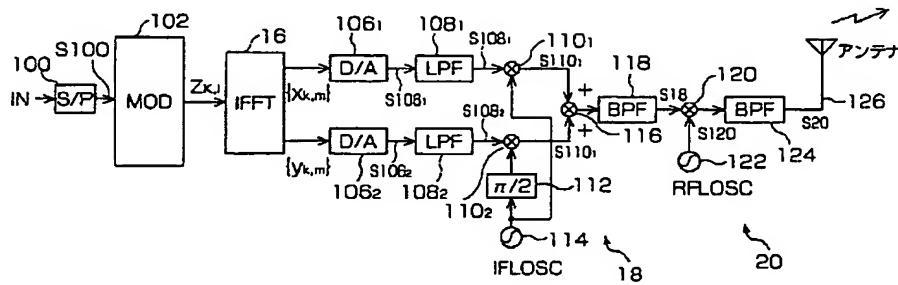 102
S100
100
IN
S/P
MOD
Zk,l
16
IFFT
{xk,m}
{yk,m}
106₁
D/A
S108₁
108₁
LPF
S108₁
110₁
S110₁
+
118
BPF
S18
120
BPF
S20
アンテナ
126
106₂
D/A
S106₂
108₂
LPF
S108₂
110₂
S110₁
+
116
S120
122
RFLOSC
124
π/2
112
114
IFLOSC
18
20